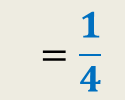 = 1/4